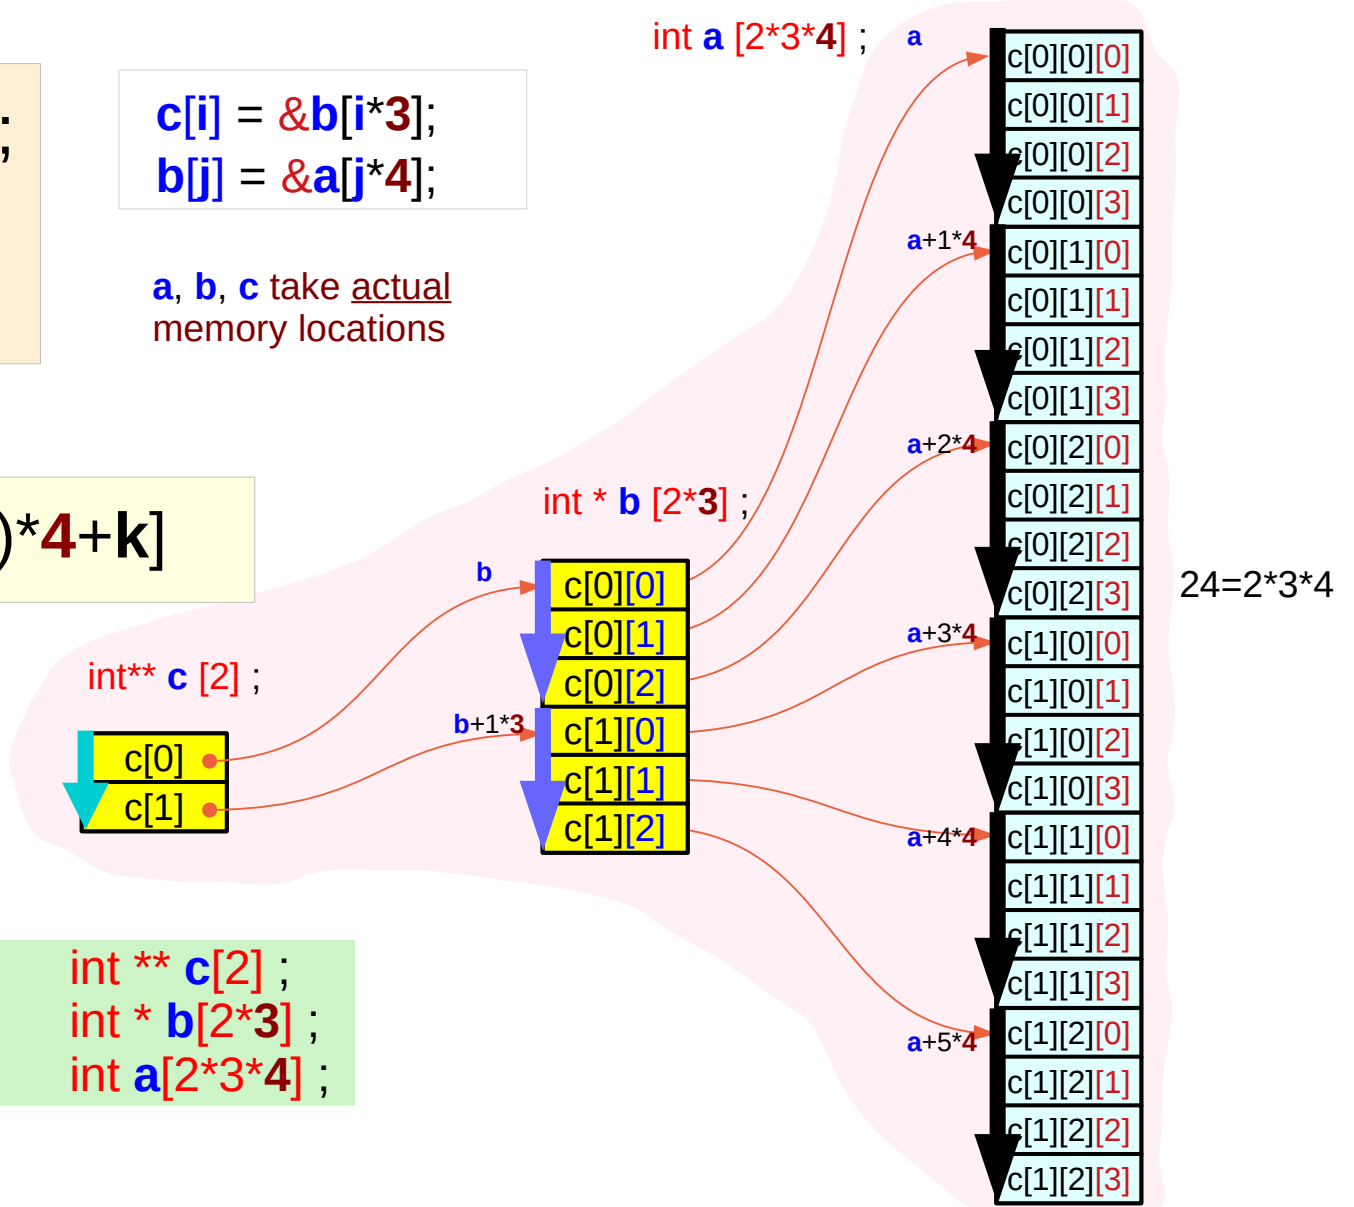 int a [2*3*4] ;
a
;
c[i] = &b[i*3];
b[j] = &a[j*4];
a, b, c take actual
memory locations
)*4+k]
int * b [2*3] ;
b
b+1*3
int** c [2] ;
c[0]
c[1]
c[0][0]
c[0][1]
c[0][2]
c[1][0]
c[1][1]
c[1][2]
a+1*4
a+2*4
a+3*4
a+4*4
a+5*4
c[0][0][0]
c[0][0][1]
c[0][0][2]
c[0][0][3]
c[0][1][0]
c[0][1][1]
c[0][1][2]
c[0][1][3]
c[0][2][0]
c[0][2][1]
c[0][2][2]
c[0][2][3]
c[1][0][0]
c[1][0][1]
c[1][0][2]
c[1][0][3]
c[1][1][0]
c[1][1][1]
c[1][1][2]
c[1][1][3]
c[1][2][0]
c[1][2][1]
c[1][2][2]
c[1][2][3]
24=2*3*4
int ** c[2] ;
int * b[2*3] ;
int a[2*3*4] ;